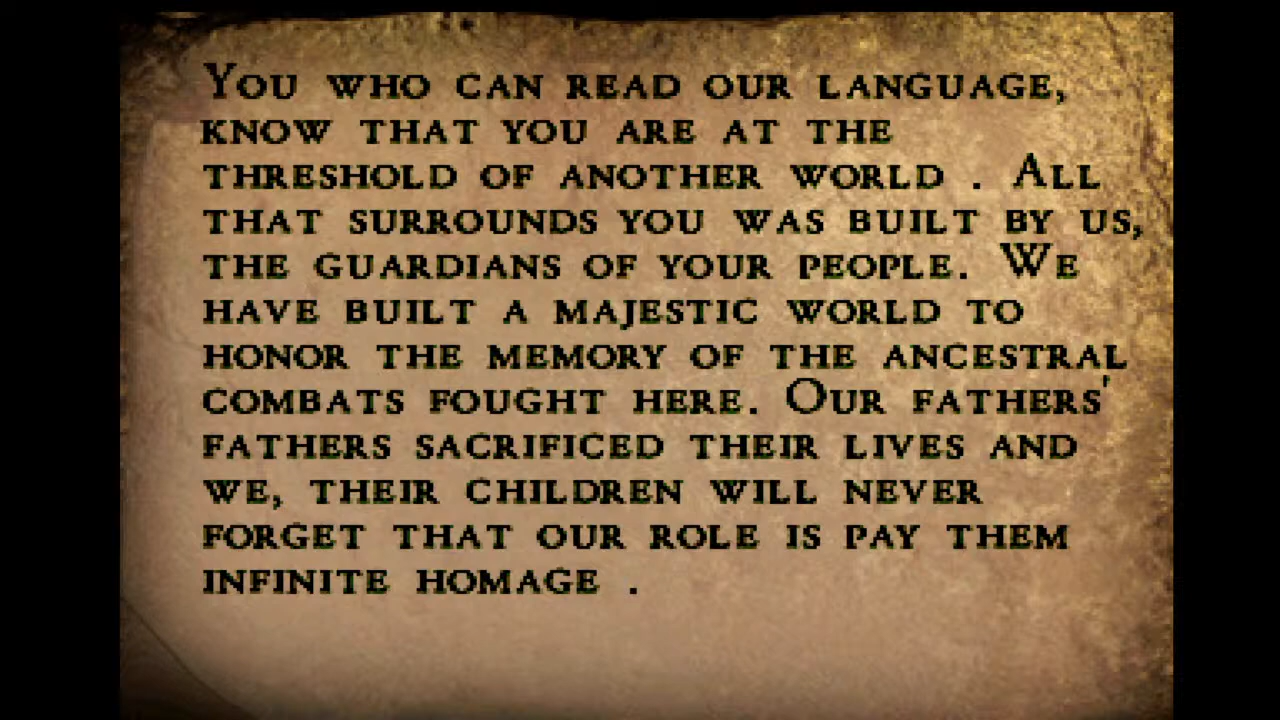 You who can read our language,
know that you are at the
threshold of another world . All
that surrounds you was built by us,
the guardians of your people. We
have built a majestic world to
honor the memory of the ancestral
combats fought here. Our fathers'
fathers sacrificed their lives and
we, their children will never
forget that our role is pay them
infinite homage .